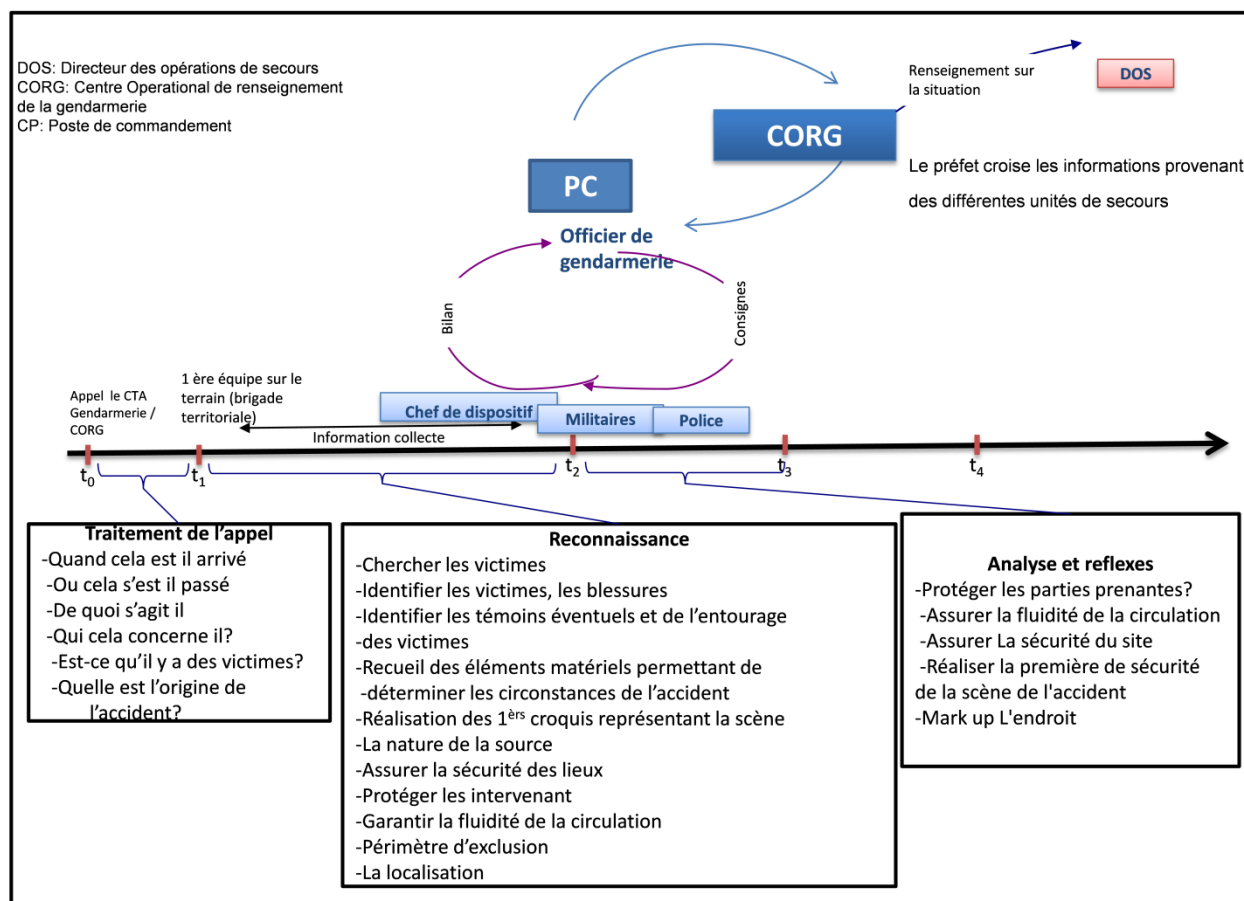 DOS: Directeur des opérations de secours
CORG: Centre Operational de renseignement
de la gendarmerie
CP: Poste de commandement
Renseignement sur
la situation
DOS
CORG
Le préfet croise les informations provenant
des différentes unités de secours
PC
Officier de
gendarmerie
Bilan
Consignes
Appel le CTA
Gendarmerie /
CORG
1 ère équipe sur le
terrain (brigade
territoriale)
Information collecte
Chef de dispositif
Militaires
Police
t0
t1
t2
t3
t4
Traitement de l’appel
-Quand cela est il arrivé
-Ou cela s’est il passé
-De quoi s’agit il
-Qui cela concerne il?
-Est-ce qu’il y a des victimes?
-Quelle est l’origine de
l’accident?
Reconnaissance
-Chercher les victimes
-Identifier les victimes, les blessures
-Identifier les témoins éventuels et de l’entourage
-des victimes
-Recueil des éléments matériels permettant de
-déterminer les circonstances de l’accident
-Réalisation des 1èrs croquis représentant la scène
-La nature de la source
-Assurer la sécurité des lieux
-Protéger les intervenant
-Garantir la fluidité de la circulation
-Périmètre d’exclusion
-La localisation
Analyse et reflexes
-Protéger les parties prenantes?
-Assurer la fluidité de la circulation
-Assurer La sécurité du site
-Réaliser la première de sécurité
de la scène de l'accident
-Mark up L'endroit